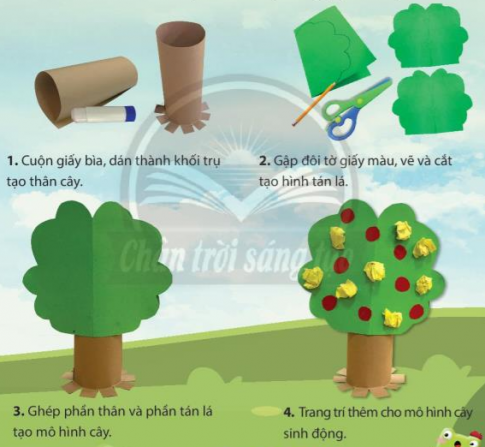 1. Cuộn giấy bìa, dán thành khối trụ
tạo thân cây.
2. Gập đôi tờ giấy màu, vẽ và cắt
tạo hình tán lá.
Chân trời sáng tạo
3. Ghép phần thân và phần tán lá
tạo mô hình cây.
4. Trang trí thêm cho mô hình cây
sinh động.